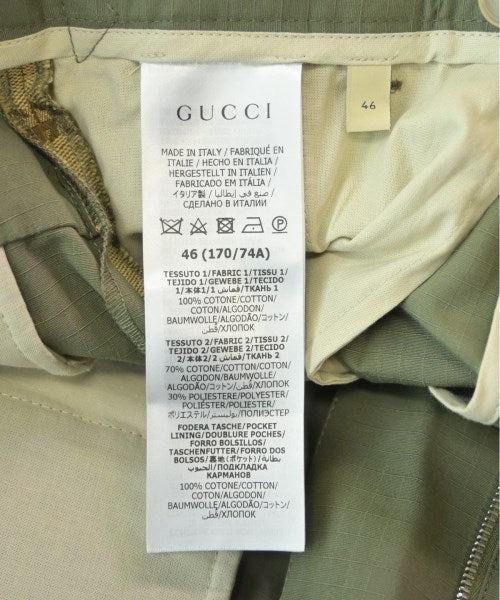 GUCCI
MADE IN ITALY / FABRIQUÉ EN
ITALIE / HECHO EN ITALIA /
HERGESTELLT IN ITALIEN /
FABRICADO EM ITÁLIA /
イタリア製 / صنع في إيطاليا /
СДЕЛАНО В ИТАЛИИ
46 (170/74A)
TESSUTO 1/FABRIC 1/TISSU 1/
TEJIDO 1/GEWEBE 1/TECIDO
1/本体1/قماش 1/ТКАНЬ 1
100% COTONE/COTTON/
COTON/ALGODON/
BAUMWOLLE/ALGODÃO/コットン/
قطن/ХЛОПОК
TESSUTO 2/FABRIC 2/TISSU 2/
TEJIDO 2/GEWEBE 2/TECIDO
2/本体2/قماش 2/ТКАНЬ 2
70% COTONE/COTTON/COTON/
ALGODON/BAUMWOLLE/
ALGODÃO/コットン/قطن/ХЛОПОК
30% POLIESTERE/POLYESTER/
POLIÉSTER/POLIESTER/
ポリエステル/بوليستر/ПОЛИЭСТЕР
FODERA TASCHE/POCKET
LINING/DOUBLURE POCHES/
FORRO BOLSILLOS/
TASCHENFUTTER/FORRO DOS
BOLSOS/裏地(ポケット)/بطانة
الجيوب/ПОДКЛАДКА
КАРМАНОВ
100% COTONE/COTTON/
COTON/ALGODON/
BAUMWOLLE/ALGODÃO/コットン/
قطن/ХЛОПОК
46